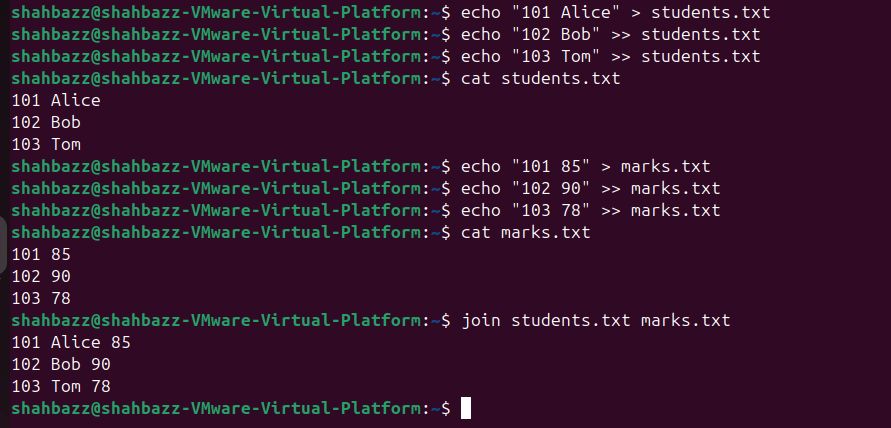 shahbazz@shahbazz-VMware-Virtual-Platform:~$ echo "101 Alice" > students.txt
shahbazz@shahbazz-VMware-Virtual-Platform:~$ echo "102 Bob" >> students.txt
shahbazz@shahbazz-VMware-Virtual-Platform:~$ echo "103 Tom" >> students.txt
shahbazz@shahbazz-VMware-Virtual-Platform:~$ cat students.txt
101 Alice
102 Bob
103 Tom
shahbazz@shahbazz-VMware-Virtual-Platform:~$ echo "101 85" > marks.txt
shahbazz@shahbazz-VMware-Virtual-Platform:~$ echo "102 90" >> marks.txt
shahbazz@shahbazz-VMware-Virtual-Platform:~$ echo "103 78" >> marks.txt
shahbazz@shahbazz-VMware-Virtual-Platform:~$ cat marks.txt
101 85
102 90
103 78
shahbazz@shahbazz-VMware-Virtual-Platform:~$ join students.txt marks.txt
101 Alice 85
102 Bob 90
103 Tom 78
shahbazz@shahbazz-VMware-Virtual-Platform:~$